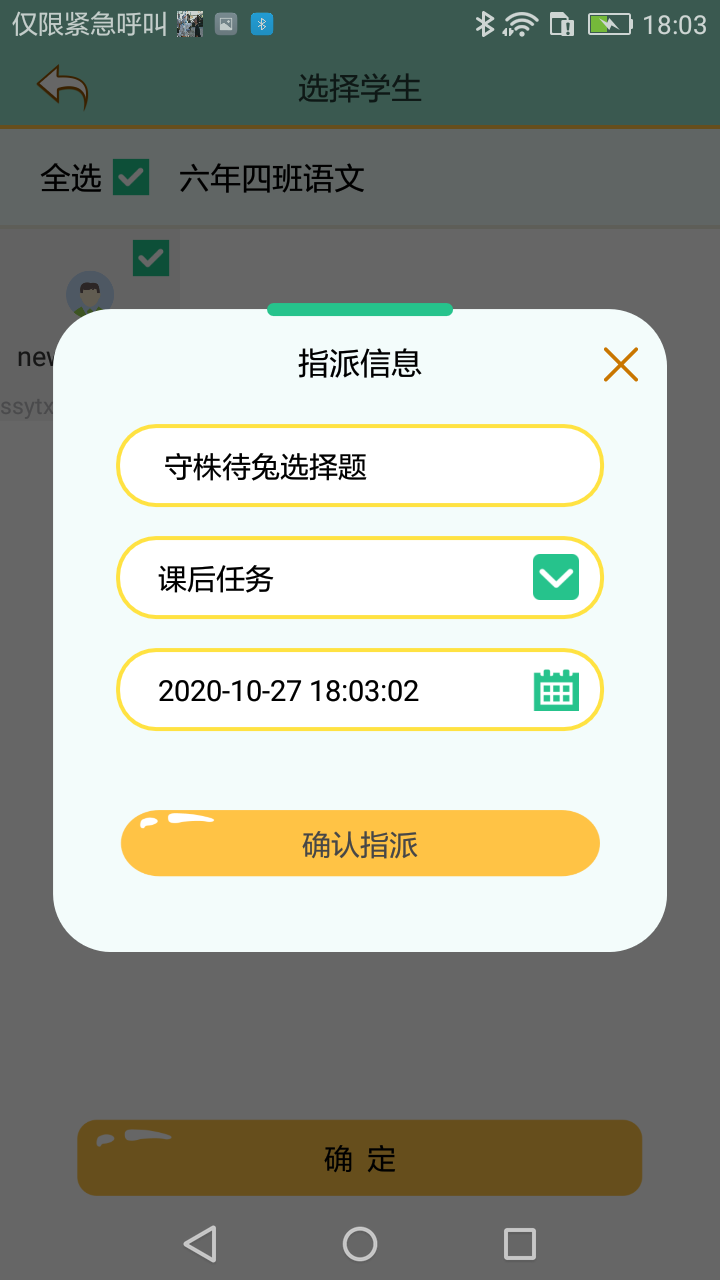 仅限紧急呼叫 18:03
选择学生
全选 六年四班语文
new
ssytx
指派信息
守株待兔选择题
课后任务
2020-10-27 18:03:02
确认指派
确 定